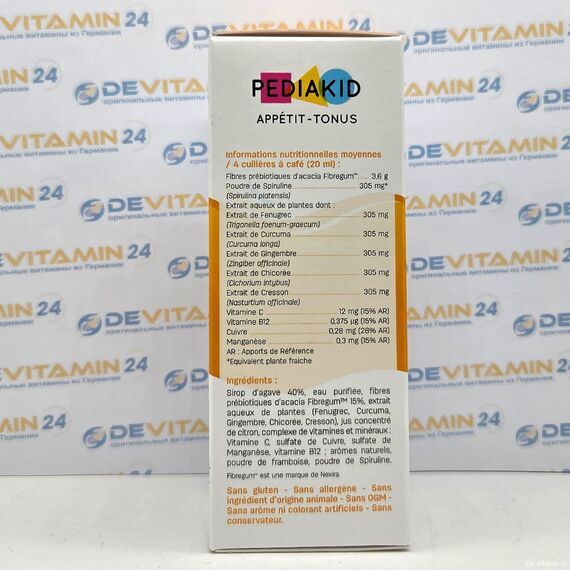 PEDIAKID
APPÉTIT-TONUS
Informations nutritionnelles moyennes
/ 4 cuillères à café (20 ml) :
Fibres prébiotiques d'acacia Fibregum™ 3,6 g
Poudre de Spiruline 305 mg*
(Spirulina platensis)
Extrait aqueux de plantes dont :
Extrait de Fenugrec 305 mg
(Trigonella foenum-graecum)
Extrait de Curcuma 305 mg
(Curcuma longa)
Extrait de Gingembre 305 mg
(Zingiber officinale)
Extrait de Chicorée 305 mg
(Cichorium intybus)
Extrait de Cresson 305 mg
(Nasturtium officinale)
Vitamine C 12 mg (15% AR)
Vitamine B12 0,375 µg (15% AR)
Cuivre 0,28 mg (28% AR)
Manganèse 0,3 mg (15% AR)
AR : Apports de Référence
*Equivalent plante fraîche
Ingrédients :
Sirop d'agave 40%, eau purifiée, fibres
prébiotiques d'acacia Fibregum™ 15%, extrait
aqueux de plantes (Fenugrec, Curcuma,
Gingembre, Chicorée, Cresson), jus concentré
de citron, complexe de vitamines et minéraux :
Vitamine C, sulfate de Cuivre, sulfate de
Manganèse, vitamine B12 ; arômes naturels,
poudre de framboise, poudre de Spiruline.
Fibregum™ est une marque de Nexira.
Sans gluten - Sans allergène - Sans
ingrédient d'origine animale - Sans OGM -
Sans arôme ni colorant artificiels - Sans
conservateur.
DEVITAMIN 24
оригинальные витамины из Германии
De-Vitamin.ru